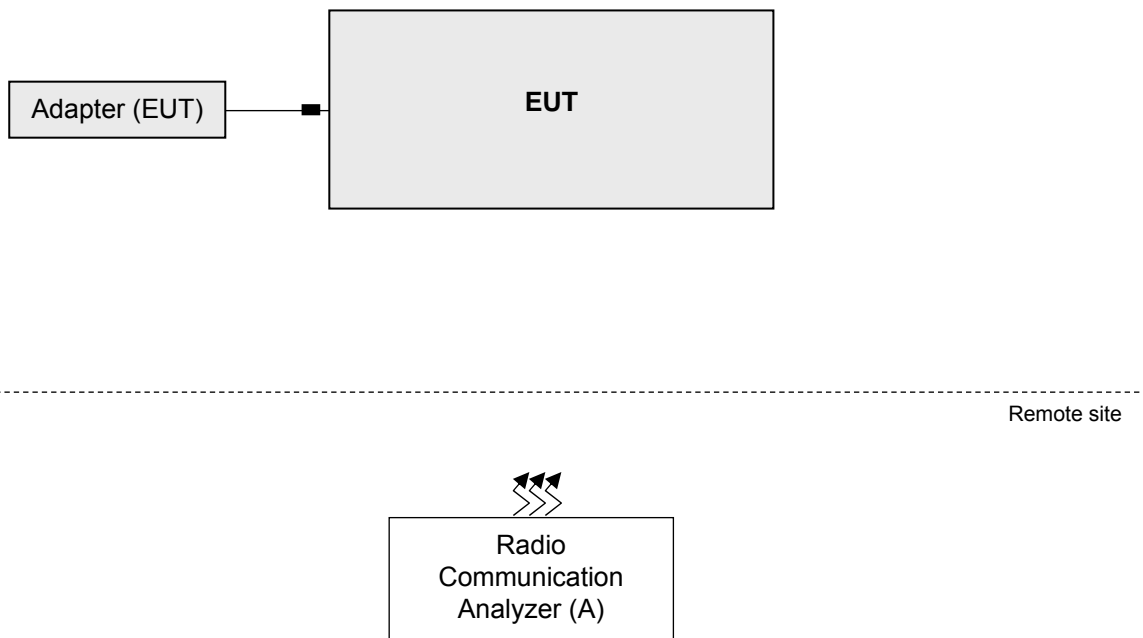 Adapter (EUT)
EUT
Remote site
Radio
Communication
Analyzer (A)